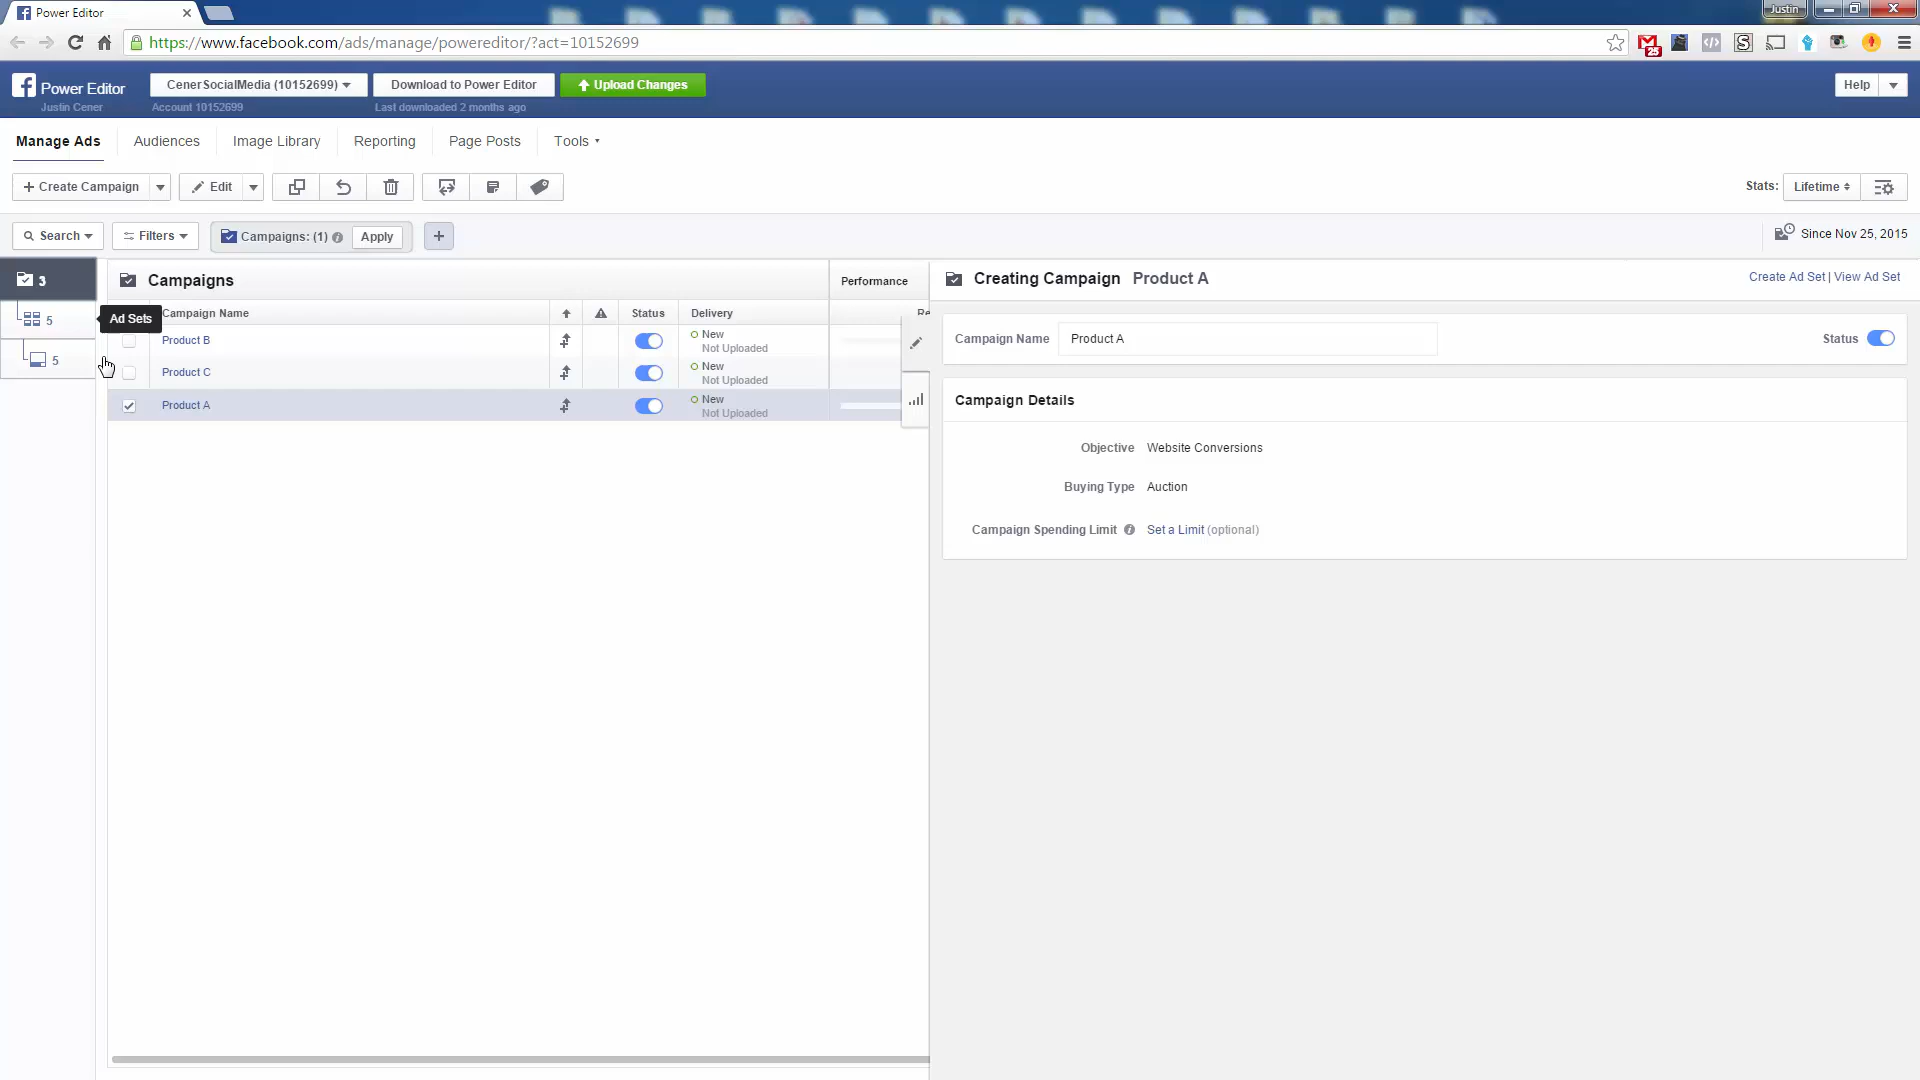 Power Editor
Justin
https://www.facebook.com/ads/manage/powereditor/?act=10152699
25
Power Editor
Justin Cener
CenerSocialMedia (10152699)
Account 10152699
Download to Power Editor
Last downloaded 2 months ago
Upload Changes
Help
Manage Ads
Audiences
Image Library
Reporting
Page Posts
Tools
+ Create Campaign
Edit
Stats:
Lifetime
Search
Filters
Campaigns: (1)
Apply
+
Since Nov 25, 2015
3
Campaigns
Performance
Creating Campaign Product A
Create Ad Set | View Ad Set
5
Ad Sets
Campaign Name
Status
Delivery
Re
Product B
New
Not Uploaded
5
Product C
New
Not Uploaded
Product A
New
Not Uploaded
Campaign Name
Product A
Status
Campaign Details
Objective
Website Conversions
Buying Type
Auction
Campaign Spending Limit
Set a Limit (optional)